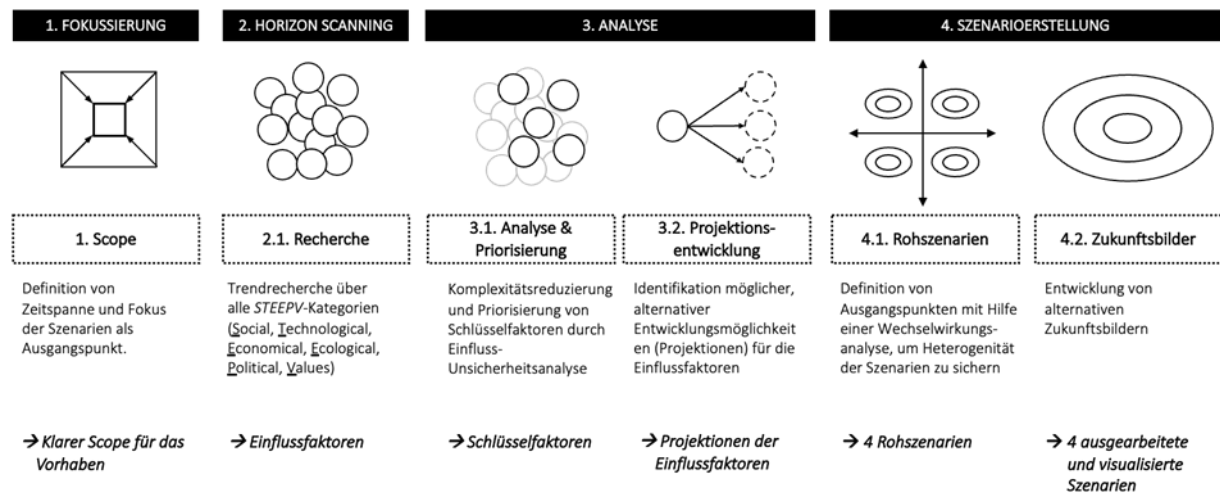 1. FOKUSSIERUNG
2. HORIZON SCANNING
3. ANALYSE
4. SZENARIOERSTELLUNG
1. Scope
2.1. Recherche
3.1. Analyse &
Priorisierung
3.2. Projektions-
entwicklung
4.1. Rohszenarien
4.2. Zukunftsbilder
Definition von
Zeitspanne und Fokus
der Szenarien als
Ausgangspunkt.
Trendrecherche über
alle STEEPV-Kategorien
(Social, Technological,
Economical, Ecological,
Political, Values)
Komplexitätsreduzierung
und Priorisierung von
Schlüsselfaktoren durch
Einfluss-
Unsicherheitsanalyse
Identifikation möglicher,
alternativer
Entwicklungsmöglichkeit
en (Projektionen) für die
Einflussfaktoren
Definition von
Ausgangspunkten mit Hilfe
einer Wechselwirkungs-
analyse, um Heterogenität
der Szenarien zu sichern
Entwicklung von
alternativen
Zukunftsbildern
→ Klarer Scope für das
Vorhaben
→ Einflussfaktoren
→ Schlüsselfaktoren
→ Projektionen der
Einflussfaktoren
→ 4 Rohszenarien
→ 4 ausgearbeitete
und visualisierte
Szenarien